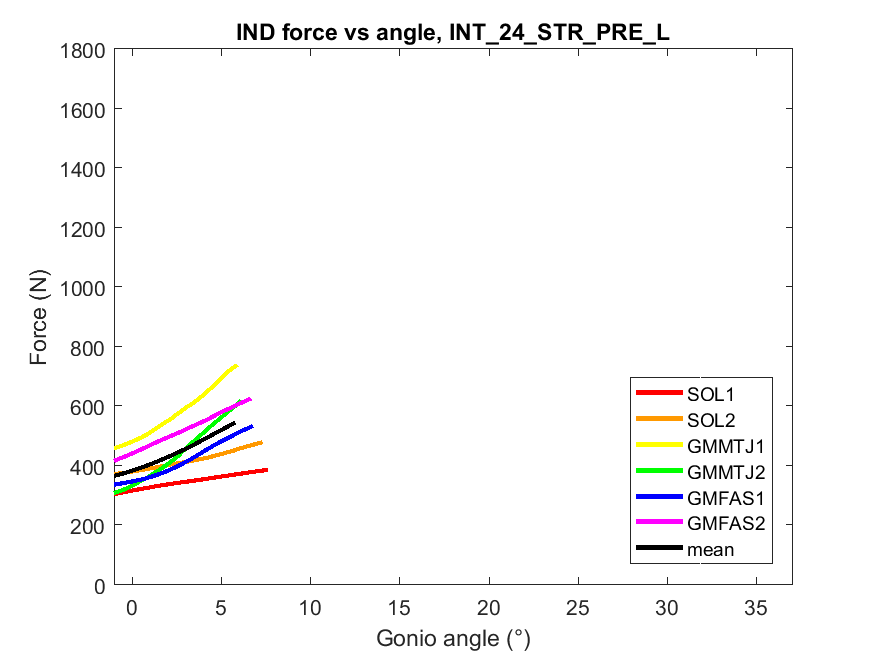 IND force vs angle, INT_24_STR_PRE_L
1800
1600
1400
1200
1000
800
600
400
200
0
Force (N)
0 5 10 15 20 25 30 35
Gonio angle (°)
SOL1
SOL2
GMMTJ1
GMMTJ2
GMFAS1
GMFAS2
mean